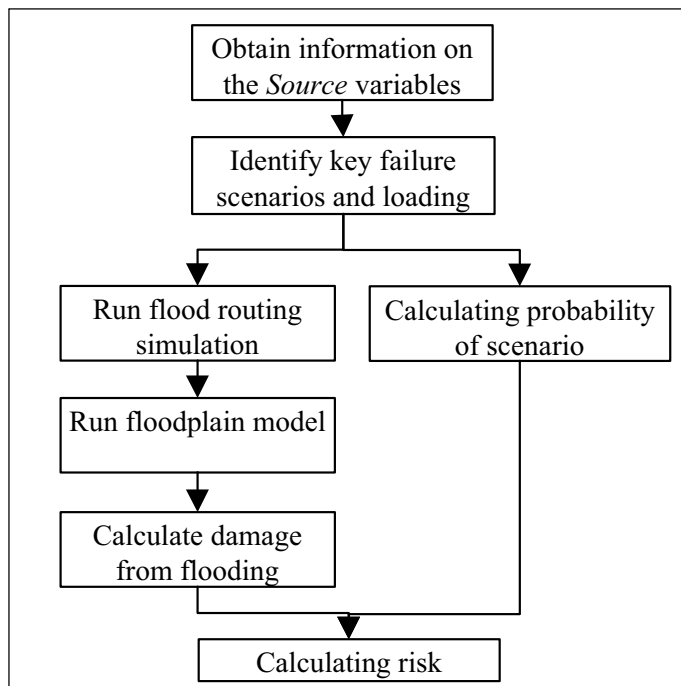 Obtain information on
the Source variables
Identify key failure
scenarios and loading
Run flood routing
simulation
Calculating probability
of scenario
Run floodplain model
Calculate damage
from flooding
Calculating risk